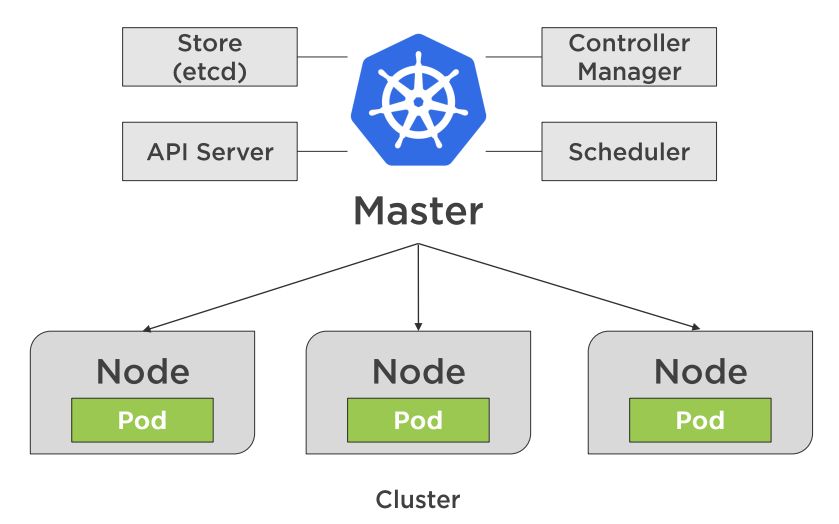 Store
(etcd)
Controller
Manager
API Server
Scheduler
Master
Node
Node
Node
Pod
Pod
Pod
Cluster